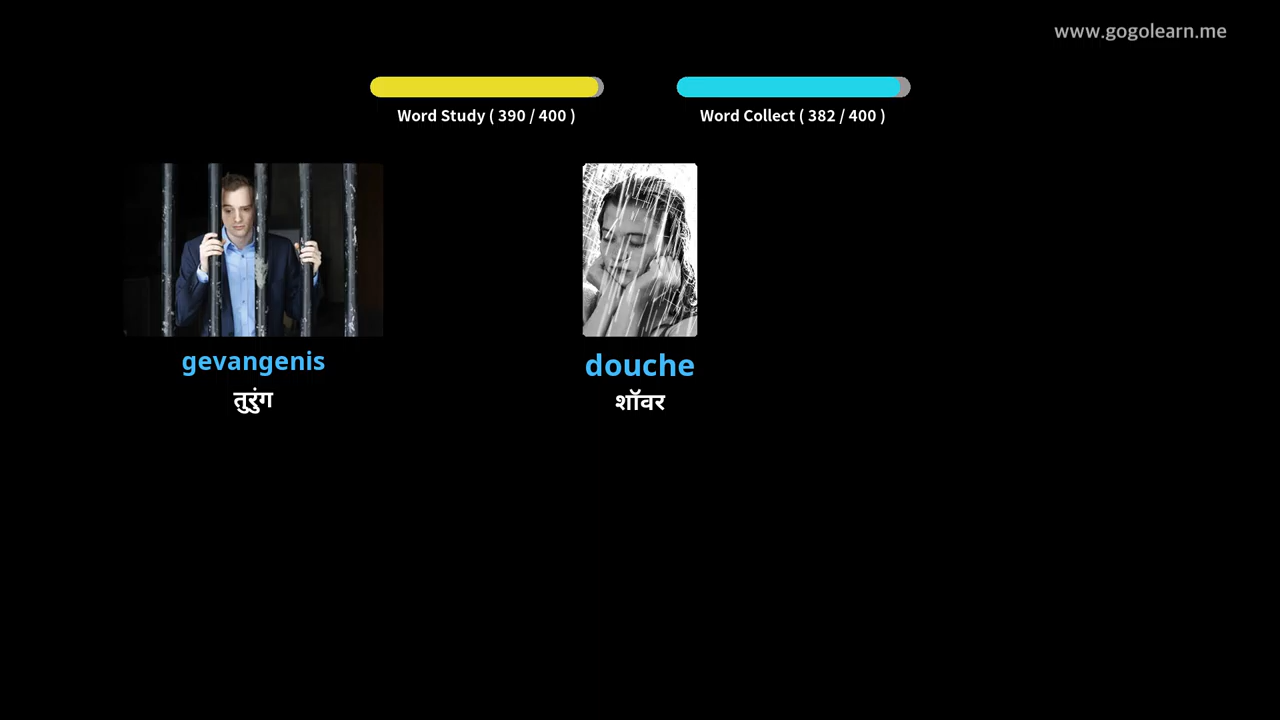 www.gogolearn.me
Word Study ( 390 / 400 )
Word Collect ( 382 / 400 )
gevangenis
तुरुंग
douche
शॉवर